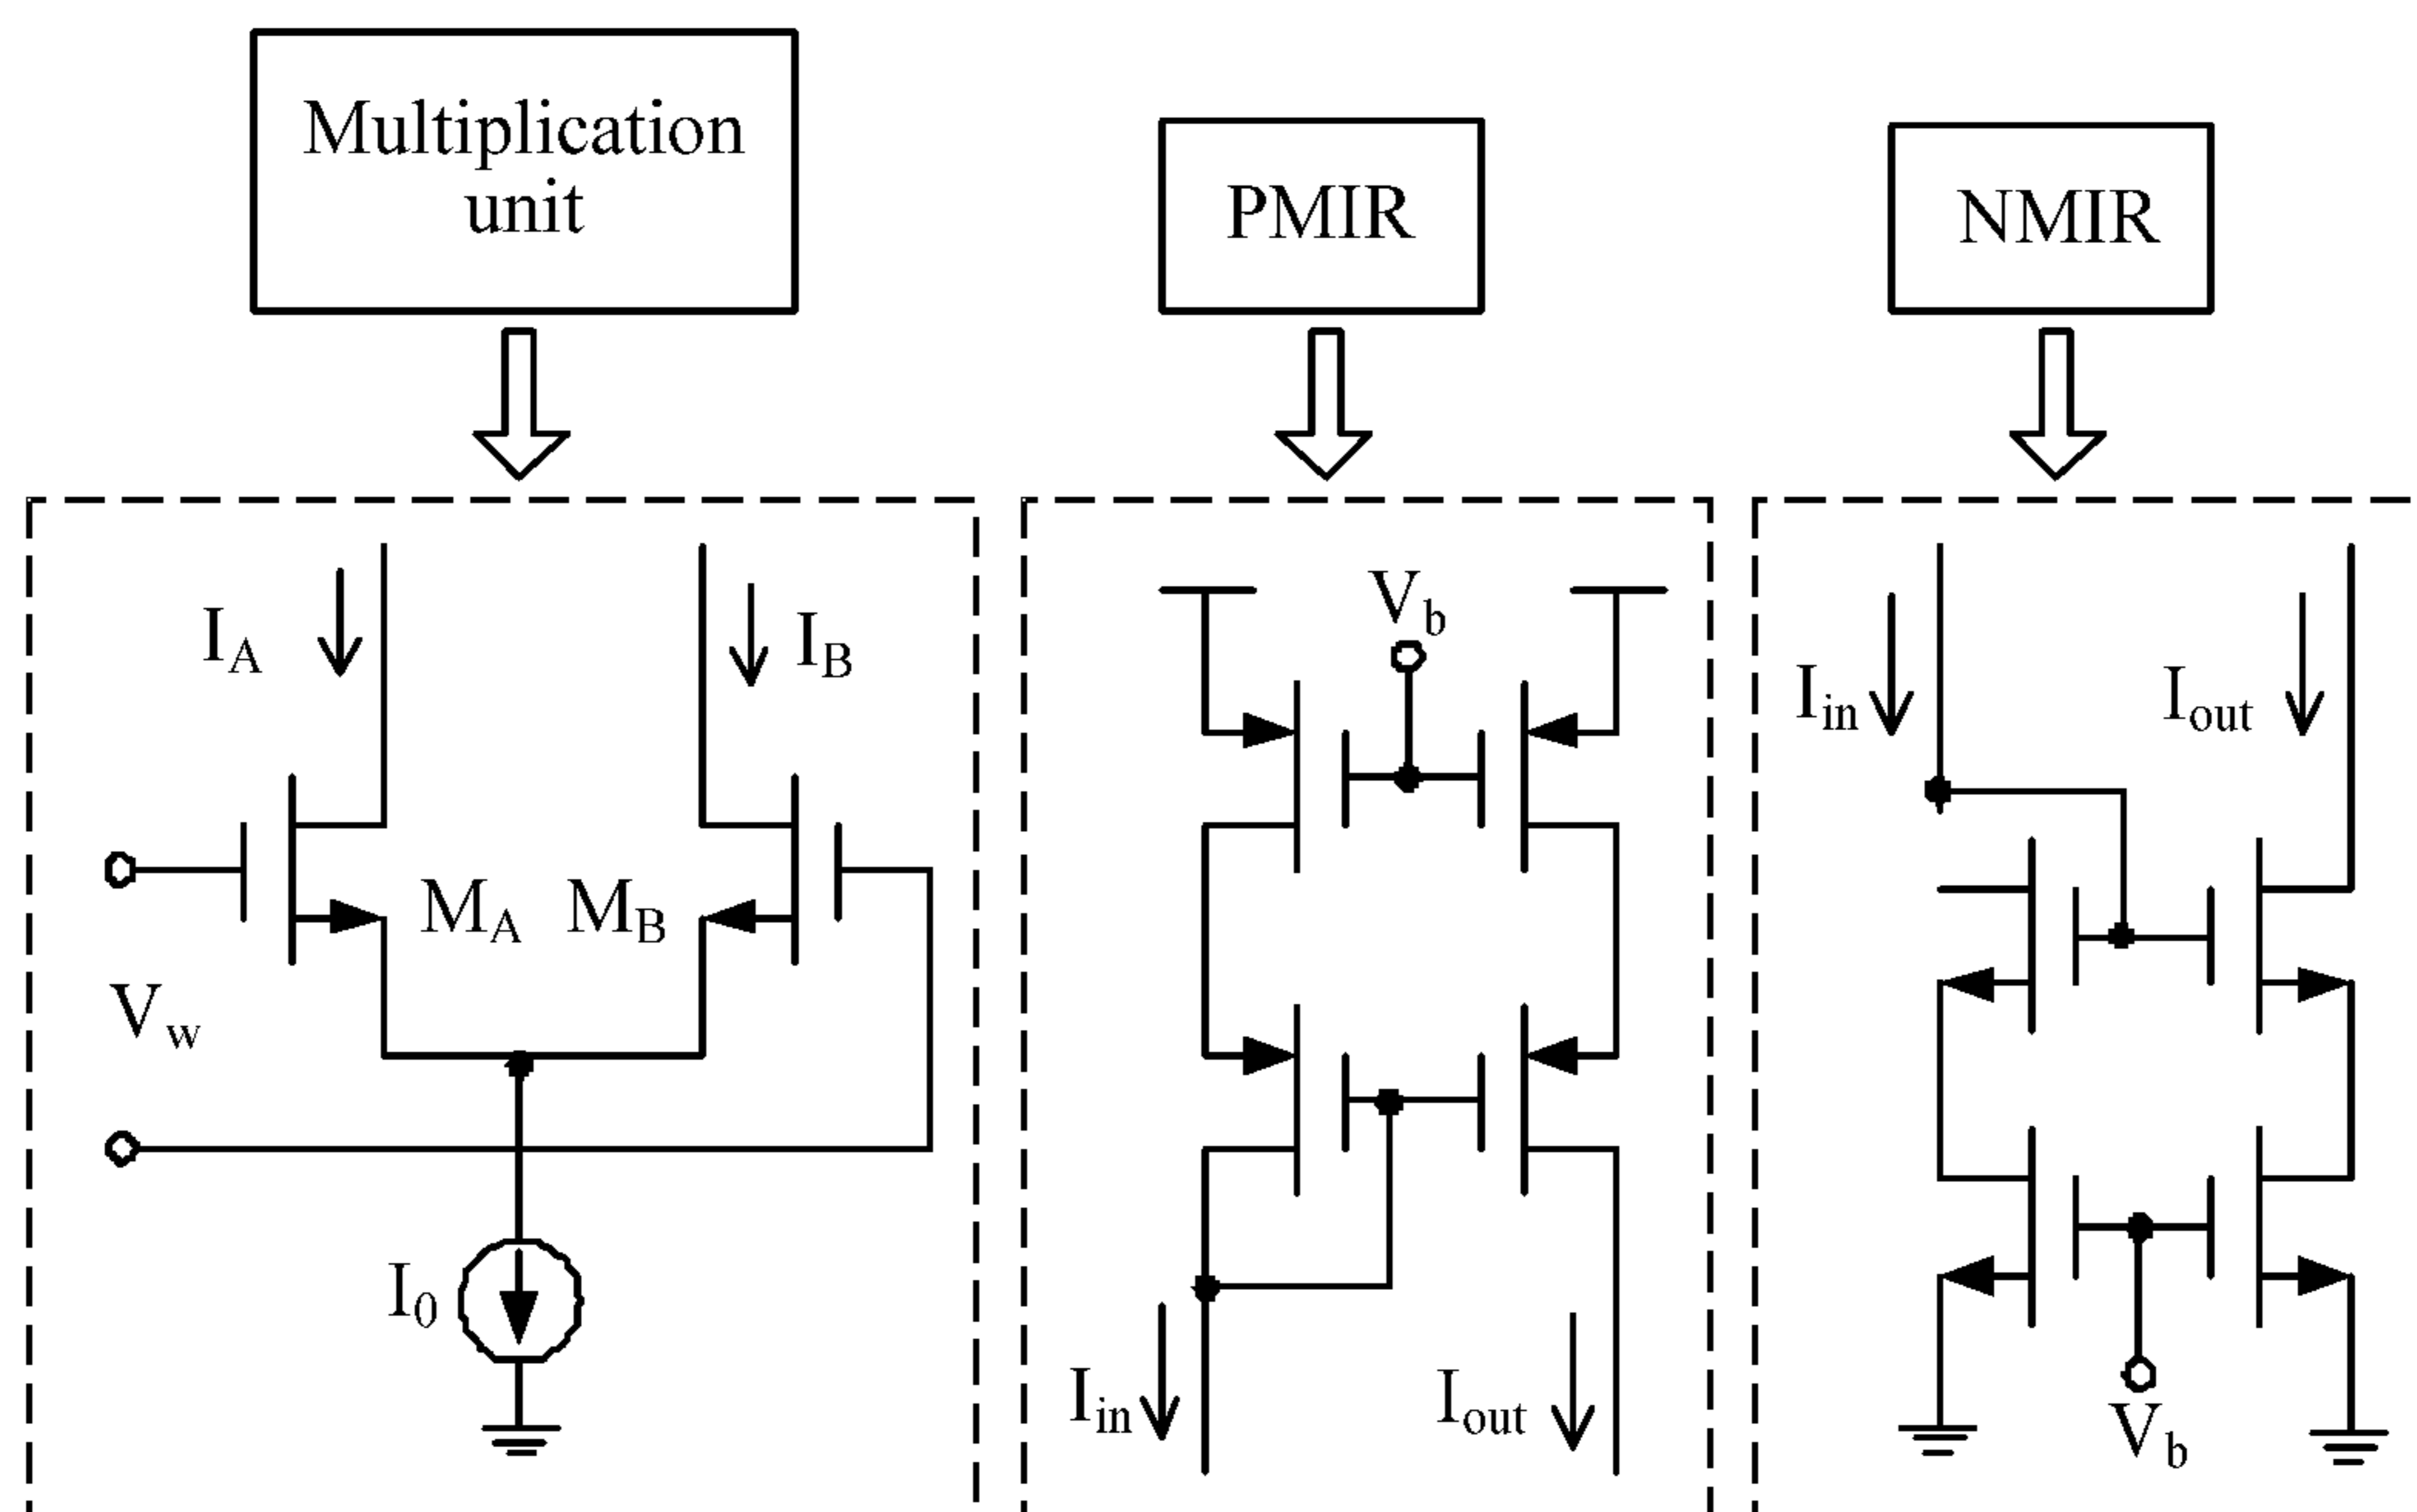 Multiplication
unit
PMIR
NMIR
I_A
I_B
M_A
M_B
V_w
I_0
V_b
I_in
I_out
I_in
I_out
V_b